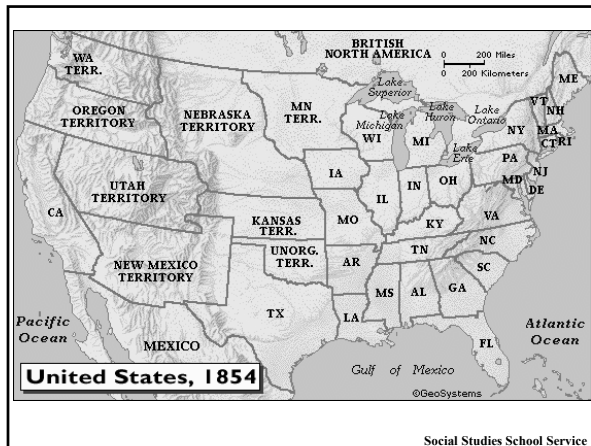 BRITISH
NORTH AMERICA
0 200 Miles
0 200 Kilometers
WA
TERR.
Lake
Superior
ME
OREGON
TERRITORY
NEBRASKA
TERRITORY
MN
TERR.
Lake
Michigan
WI
Lake
Huron
MI
Lake
Ontario
VT
NH
NY
MA
CT
RI
Lake
Erie
UTAH
TERRITORY
IA
PA
NJ
MD
DE
OH
IN
IL
CA
KANSAS
TERR.
MO
KY
VA
NEW MEXICO
TERRITORY
UNORG.
TERR.
AR
TN
NC
SC
MS
AL
GA
TX
LA
FL
Pacific
Ocean
Atlantic
Ocean
MEXICO
Gulf of Mexico
United States, 1854
©GeoSystems
Social Studies School Service